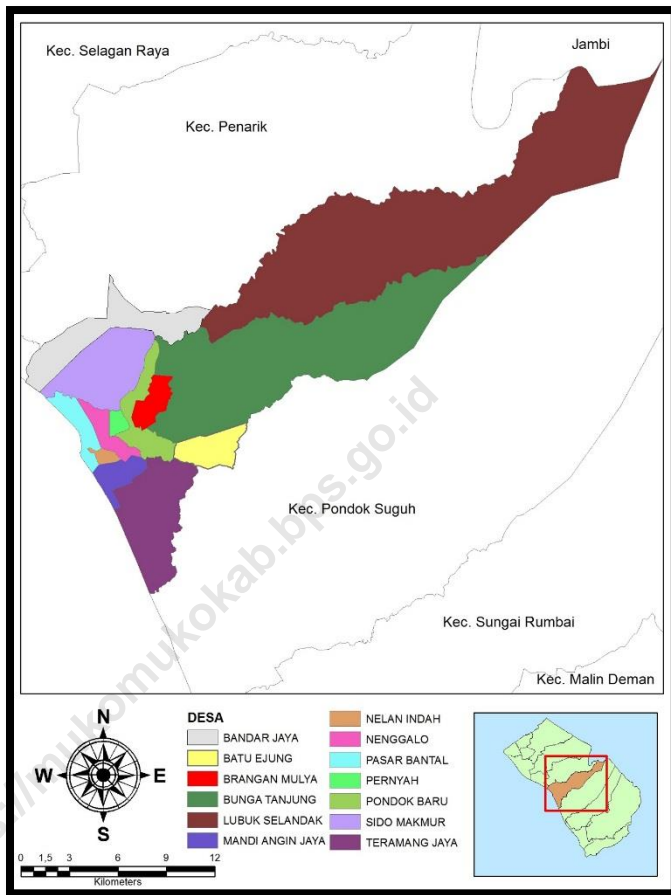 Kec. Selagan Raya
Jambi
Kec. Penarik
Kec. Pondok Suguh
Kec. Sungai Rumbai
Kec. Malin Deman
N
W E
S
0 1,5 3 6 9 12
Kilometers
DESA
BANDAR JAYA
BATU EJUNG
BRANGAN MULYA
BUNGA TANJUNG
LUBUK SELANDAK
MANDI ANGIN JAYA
NELAN INDAH
NENGGALO
PASAR BANTAL
PERNYAH
PONDOK BARU
SIDO MAKMUR
TERAMANG JAYA
//mukomukokab.bps.go.id